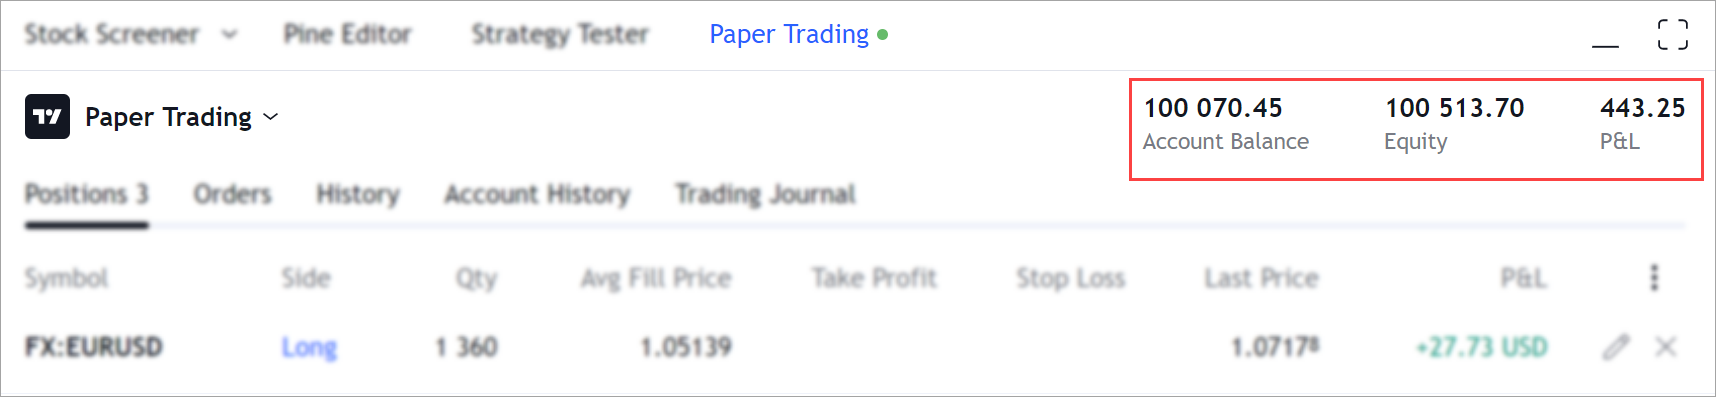 Stock Screener Pine Editor Strategy Tester Paper Trading
Paper Trading
100 070.45 100 513.70 443.25
Account Balance Equity P&L
Positions 3 Orders History Account History Trading Journal
Symbol Side Qty Avg Fill Price Take Profit Stop Loss Last Price P&L
FX:EURUSD Long 1 360 1.05139 1.07178 +27.73 USD